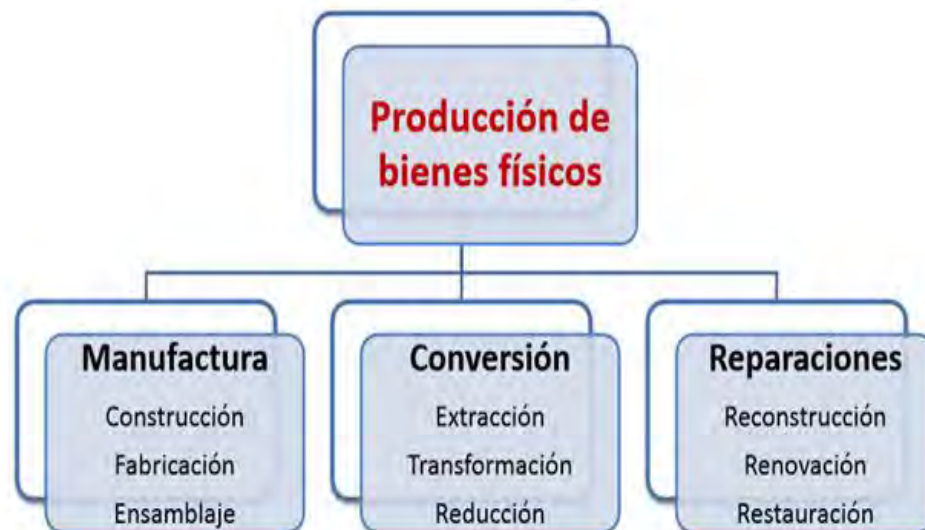 Producción de
bienes físicos
Manufactura
Construcción
Fabricación
Ensamblaje
Conversión
Extracción
Transformación
Reducción
Reparaciones
Reconstrucción
Renovación
Restauración